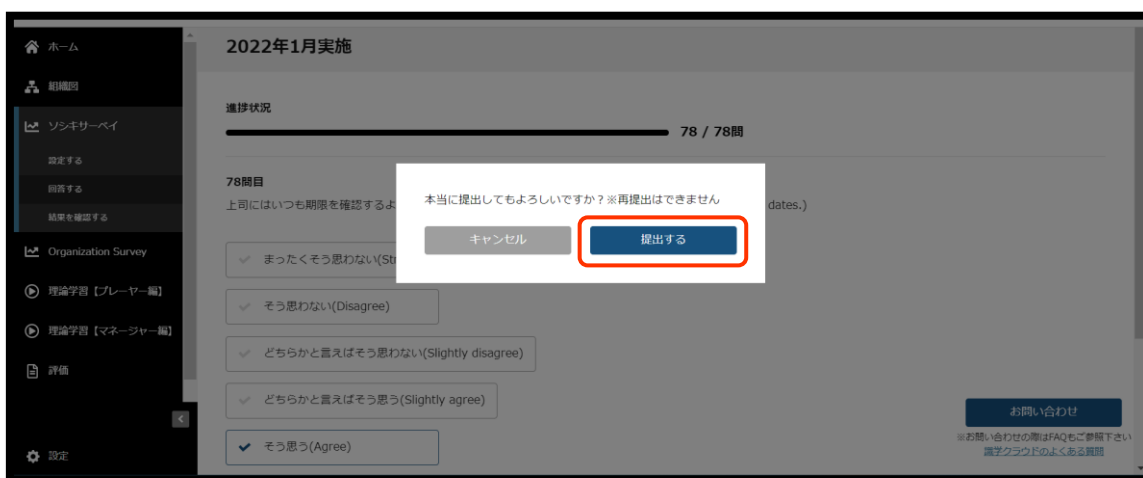 ホーム
組織図
ソシキサーベイ
設定する
回答する
結果を確認する
Organization Survey
理論学習【プレーヤー編】
理論学習【マネージャー編】
評価
設定
2022年1月実施
進捗状況
78 / 78問
78問目
上司にはいつも期限を確認するよ
dates.)
本当に提出してもよろしいですか?※再提出はできません
キャンセル
提出する
まったくそう思わない(Str
そう思わない(Disagree)
どちらかと言えばそう思わない(Slightly disagree)
どちらかと言えばそう思う(Slightly agree)
そう思う(Agree)
お問い合わせ
※お問い合わせの際はFAQもご参照下さい
識学クラウドのよくある質問